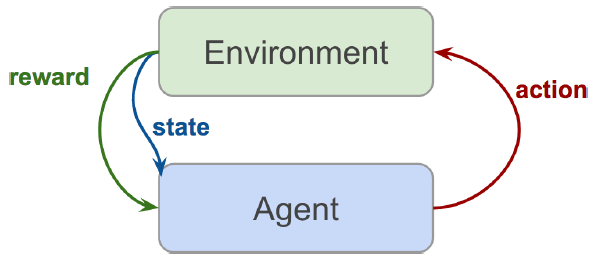 Environment
reward
action
state
Agent